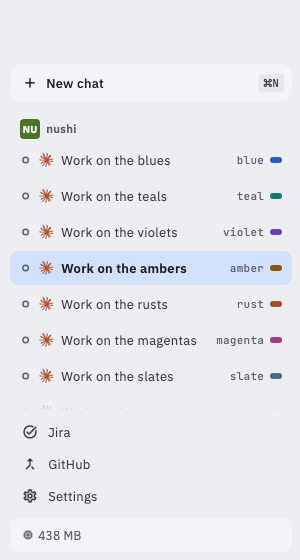 New chat ⌘N
NU nushi
Work on the blues blue
Work on the teals teal
Work on the violets violet
Work on the ambers amber
Work on the rusts rust
Work on the magentas magenta
Work on the slates slate
Jira
GitHub
Settings
438 MB